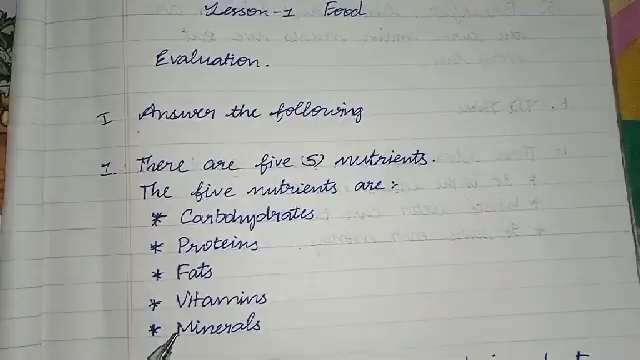 Lesson-1 Food
Evaluation.
I Answer the following
1. There are five (5) nutrients.
The five nutrients are:
* Carbohydrates
* Proteins
* Fats
* Vitamins
* Minerals